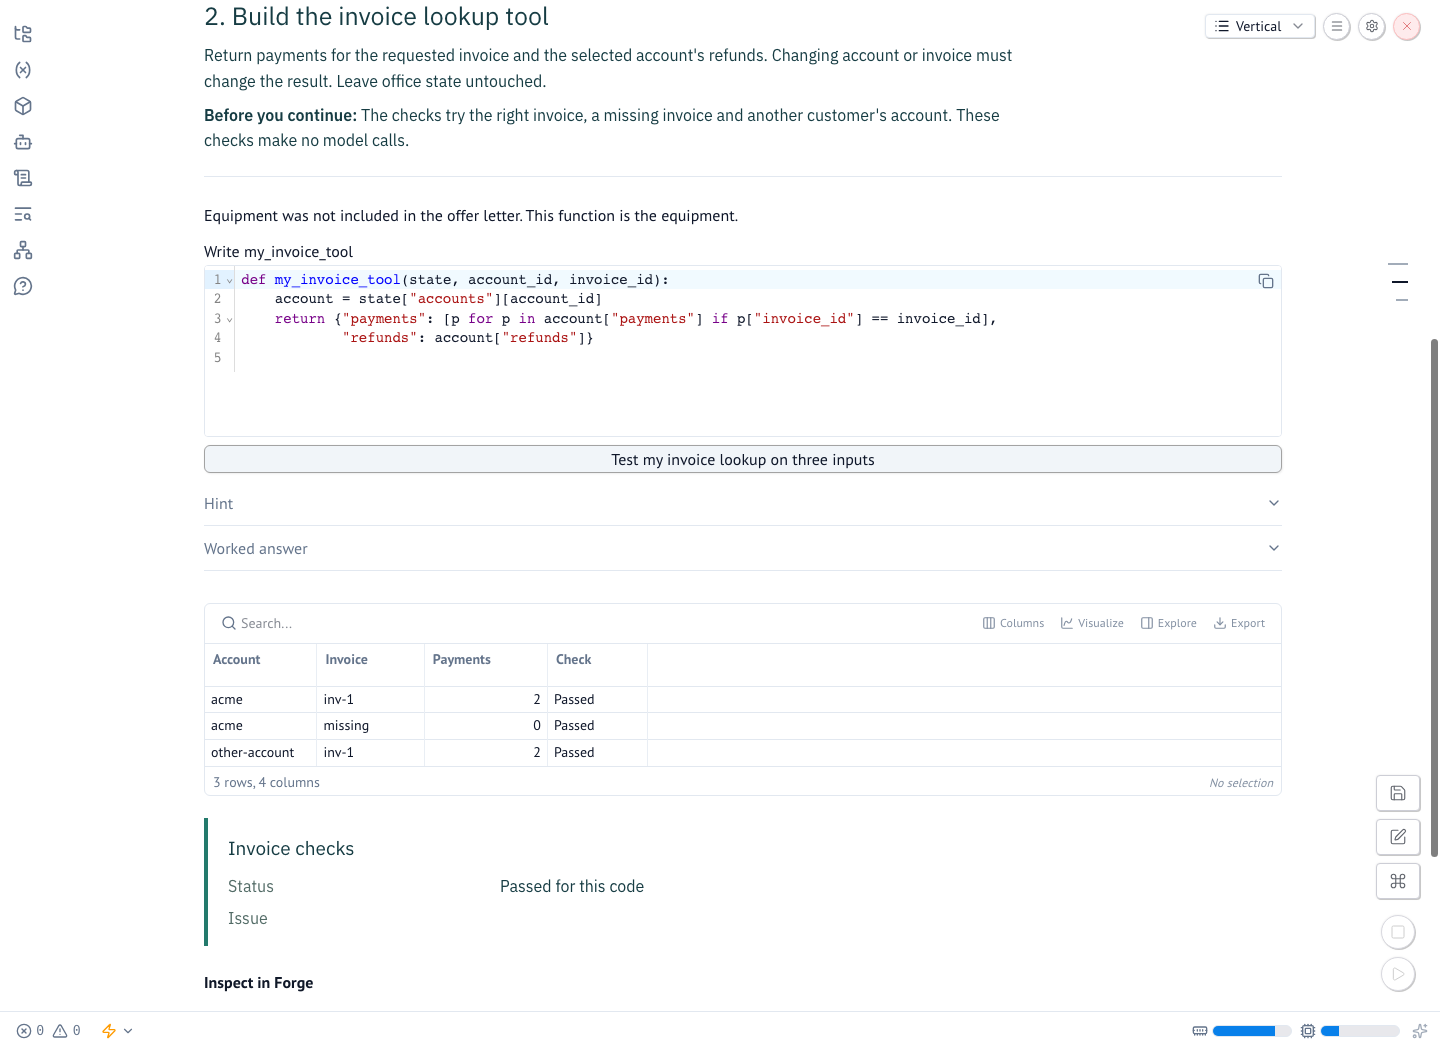 2. Build the invoice lookup tool
Vertical
Return payments for the requested invoice and the selected account's refunds. Changing account or invoice must
change the result. Leave office state untouched.
Before you continue: The checks try the right invoice, a missing invoice and another customer's account. These
checks make no model calls.
Equipment was not included in the offer letter. This function is the equipment.
Write my_invoice_tool
1 def my_invoice_tool(state, account_id, invoice_id):
2     account = state["accounts"][account_id]
3     return {"payments": [p for p in account["payments"] if p["invoice_id"] == invoice_id],
4             "refunds": account["refunds"]}
5
Test my invoice lookup on three inputs
Hint
Worked answer
Search... Columns Visualize Explore Export
Account Invoice Payments Check
acme inv-1 2 Passed
acme missing 0 Passed
other-account inv-1 2 Passed
3 rows, 4 columns No selection
Invoice checks
Status Passed for this code
Issue
Inspect in Forge
0 0